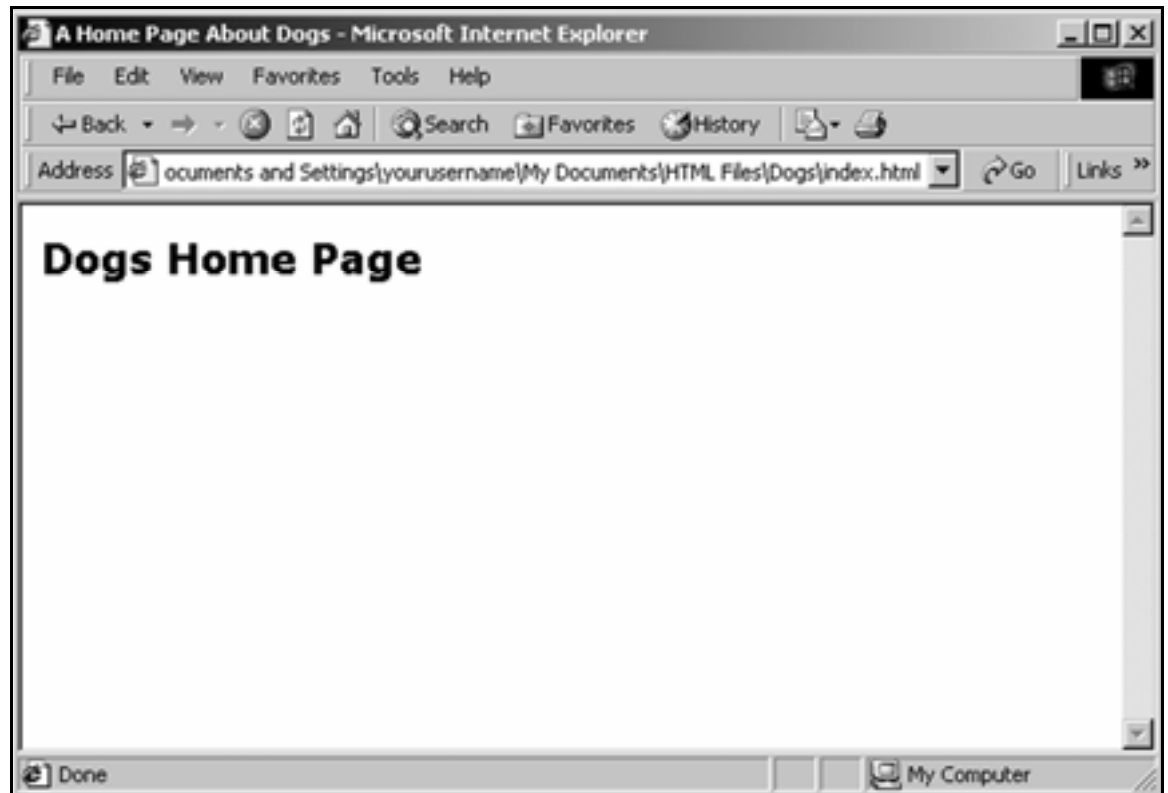 A Home Page About Dogs - Microsoft Internet Explorer
File Edit View Favorites Tools Help
Back Search Favorites History
Address ocuments and Settings\yourusername\My Documents\HTML Files\Dogs\index.html Go Links »
Dogs Home Page
Done My Computer